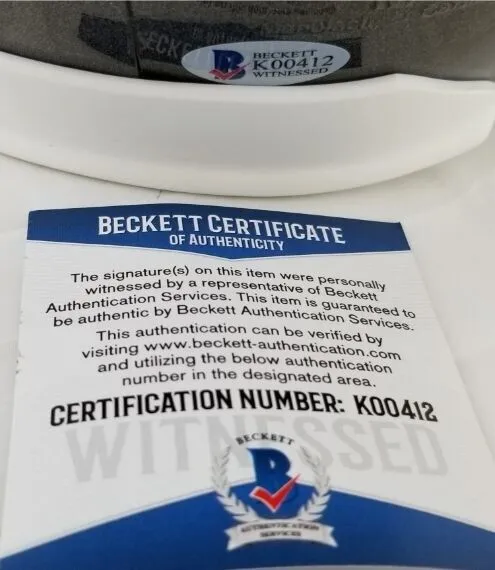 BECKETT
K00412
WITNESSED
BECKETT CERTIFICATE
OF AUTHENTICITY
The signature(s) on this item were personally
witnessed by a representative of Beckett
Authentication Services. This item is guaranteed to
be authentic by Beckett Authentication Services.
This authentication can be verified by
visiting www.beckett-authentication.com
and utilizing the below authentication
number in the designated area.
CERTIFICATION NUMBER: K00412
WITNESSED
BECKETT
B
AUTHENTICATION
SERVICES